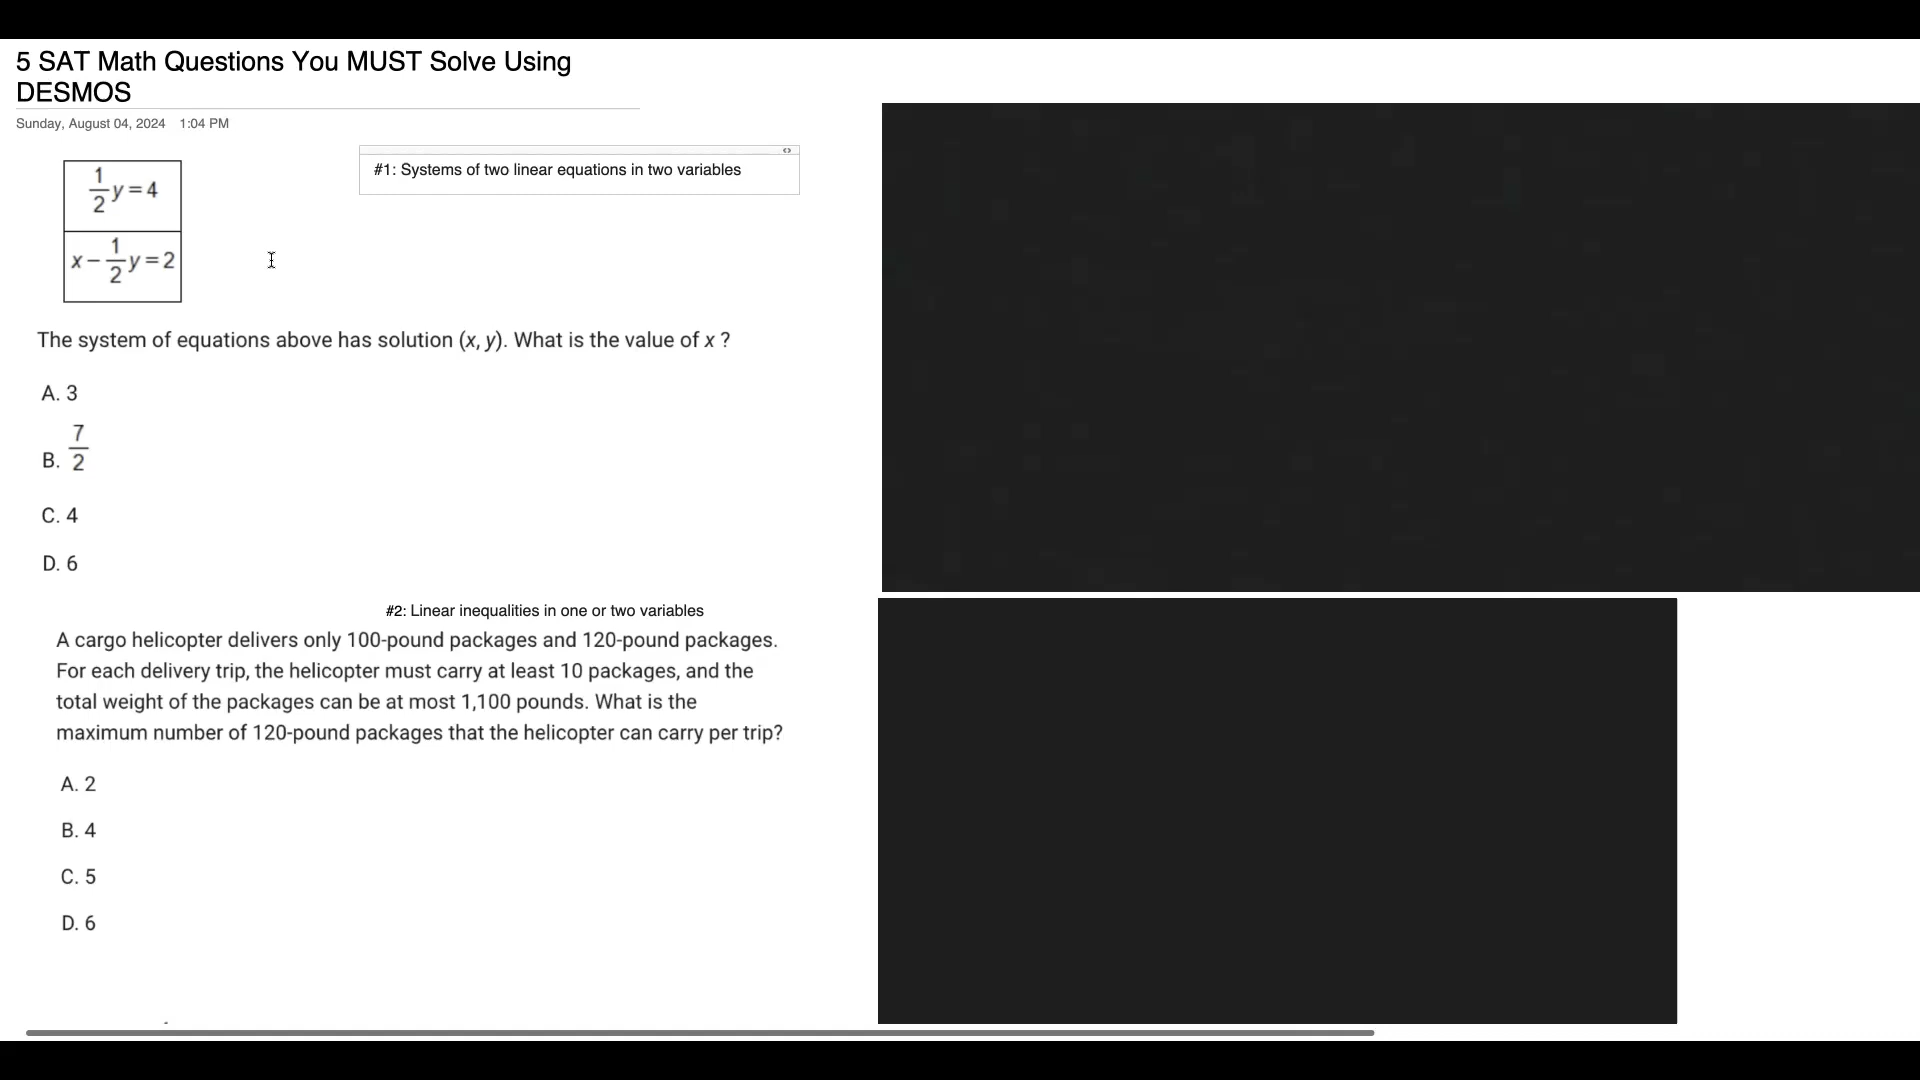 5 SAT Math Questions You MUST Solve Using
DESMOS
Sunday, August 04, 2024 1:04 PM
#1: Systems of two linear equations in two variables
1/2 y = 4
x − 1/2 y = 2
The system of equations above has solution (x, y). What is the value of x ?
A. 3
B. 7/2
C. 4
D. 6
#2: Linear inequalities in one or two variables
A cargo helicopter delivers only 100-pound packages and 120-pound packages.
For each delivery trip, the helicopter must carry at least 10 packages, and the
total weight of the packages can be at most 1,100 pounds. What is the
maximum number of 120-pound packages that the helicopter can carry per trip?
A. 2
B. 4
C. 5
D. 6